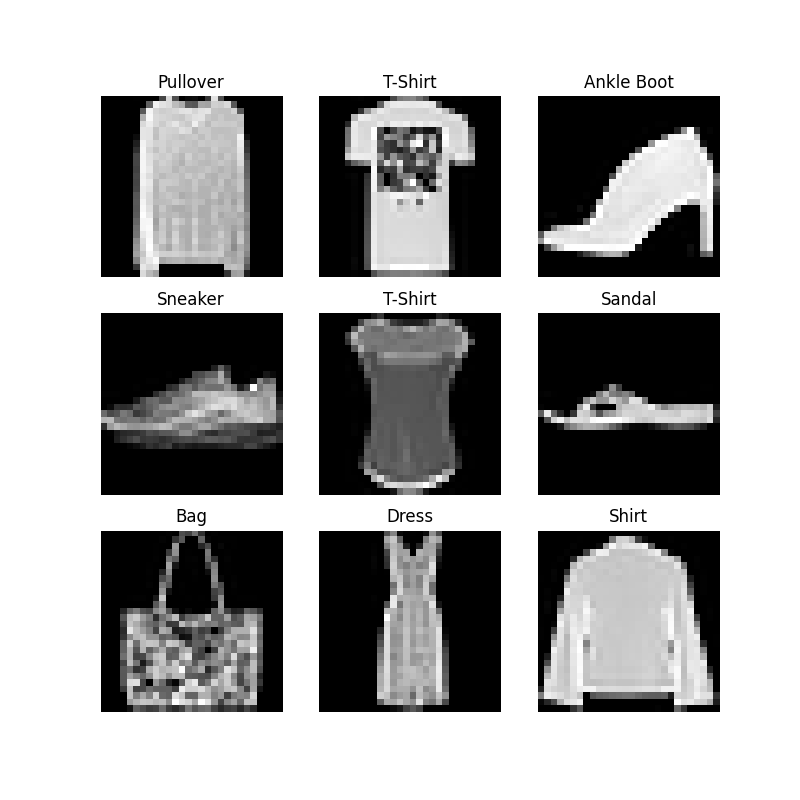 Pullover
T-Shirt
Ankle Boot
Sneaker
T-Shirt
Sandal
Bag
Dress
Shirt